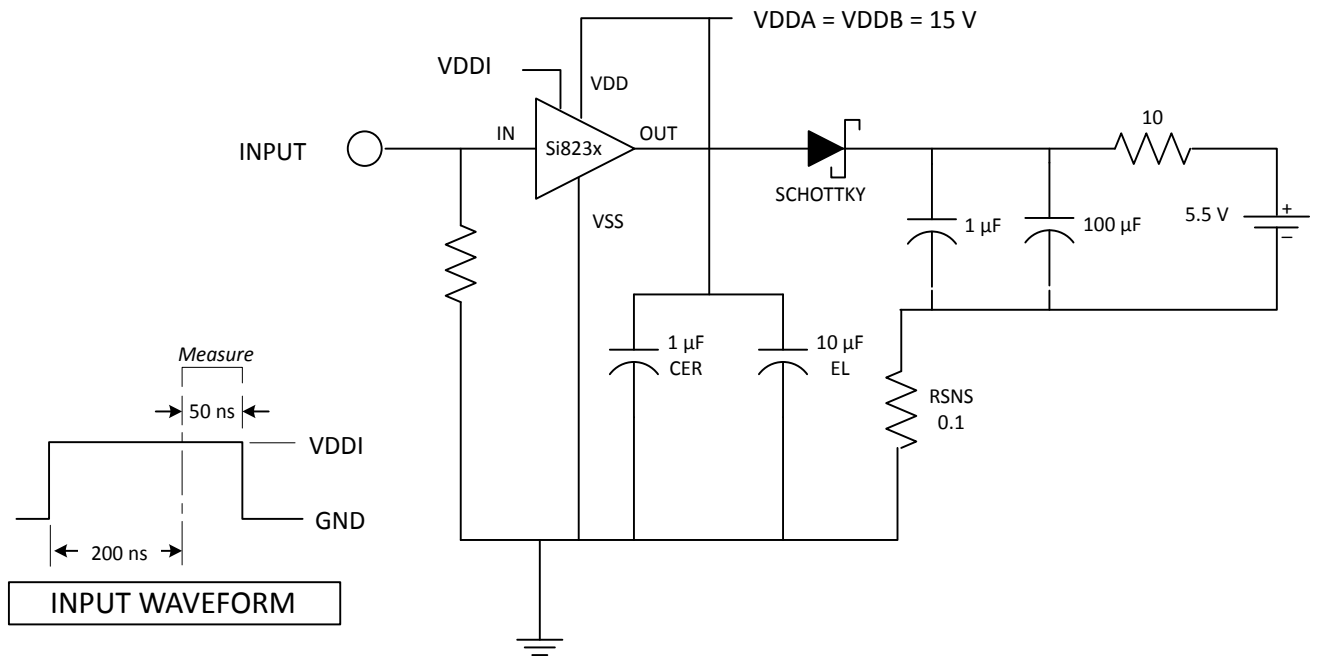 VDDA = VDDB = 15 V
VDDI
VDD
10
INPUT
IN
Si823x
OUT
SCHOTTKY
VSS
1 µF
100 µF
5.5 V
+
–
1 µF
CER
10 µF
EL
RSNS
0.1
Measure
50 ns
VDDI
GND
200 ns
INPUT WAVEFORM